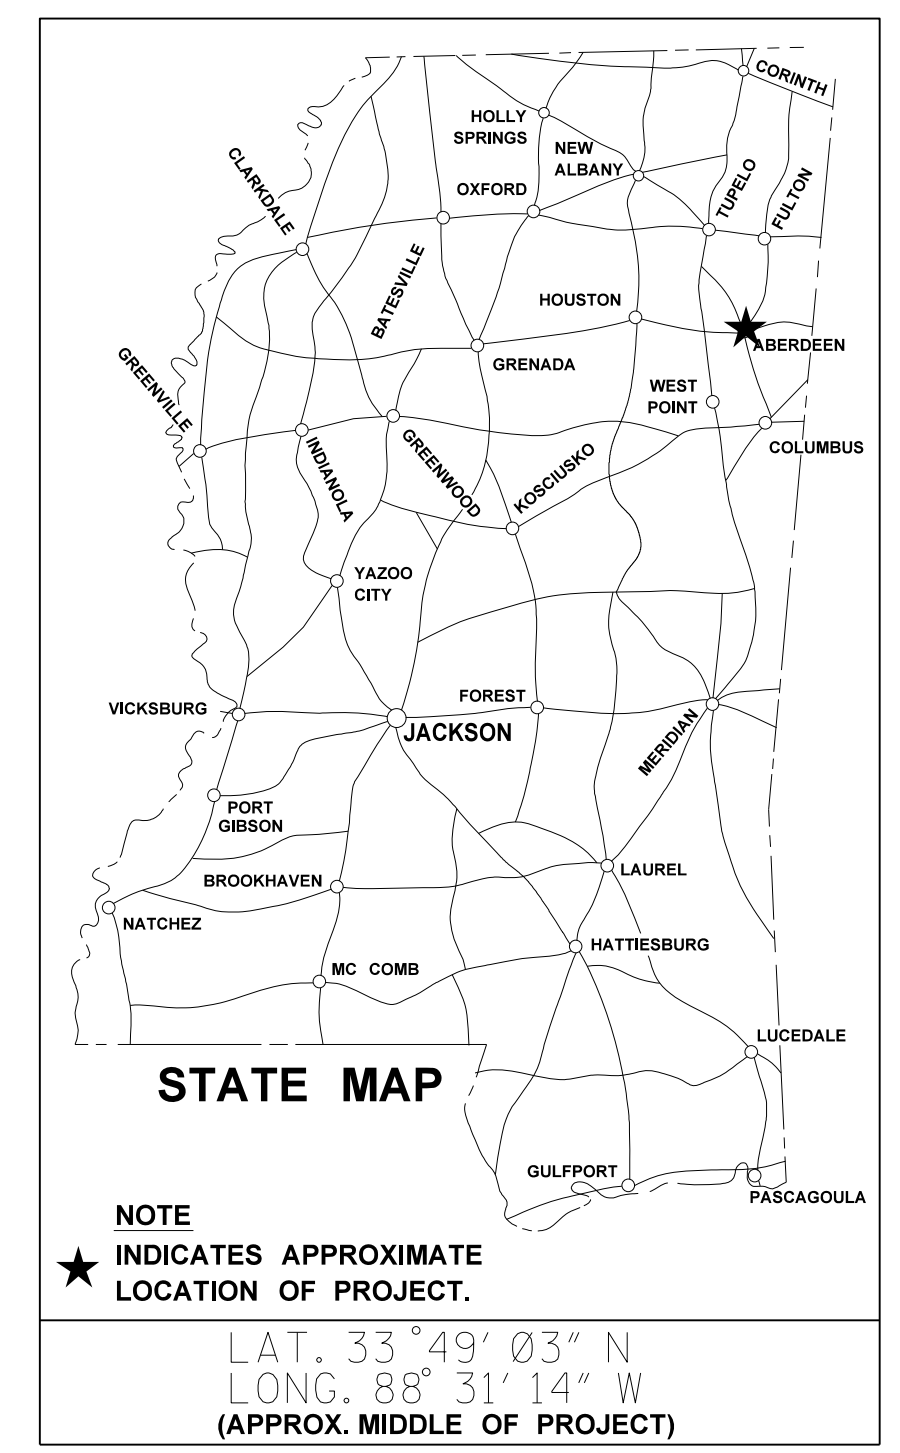 CORINTH
HOLLY
SPRINGS
NEW
ALBANY
CLARKDALE
OXFORD
TUPELO
FULTON
BATESVILLE
HOUSTON
ABERDEEN
GREENVILLE
GRENADA
WEST
POINT
COLUMBUS
INDIANOLA
GREENWOOD
KOSCIUSKO
YAZOO
CITY
VICKSBURG
FOREST
JACKSON
MERIDIAN
PORT
GIBSON
LAUREL
BROOKHAVEN
NATCHEZ
HATTIESBURG
MC COMB
LUCEDALE
STATE MAP
GULFPORT
PASCAGOULA
NOTE
INDICATES APPROXIMATE
LOCATION OF PROJECT.
LAT. 33°49' 03" N
LONG. 88° 31' 14" W
(APPROX. MIDDLE OF PROJECT)